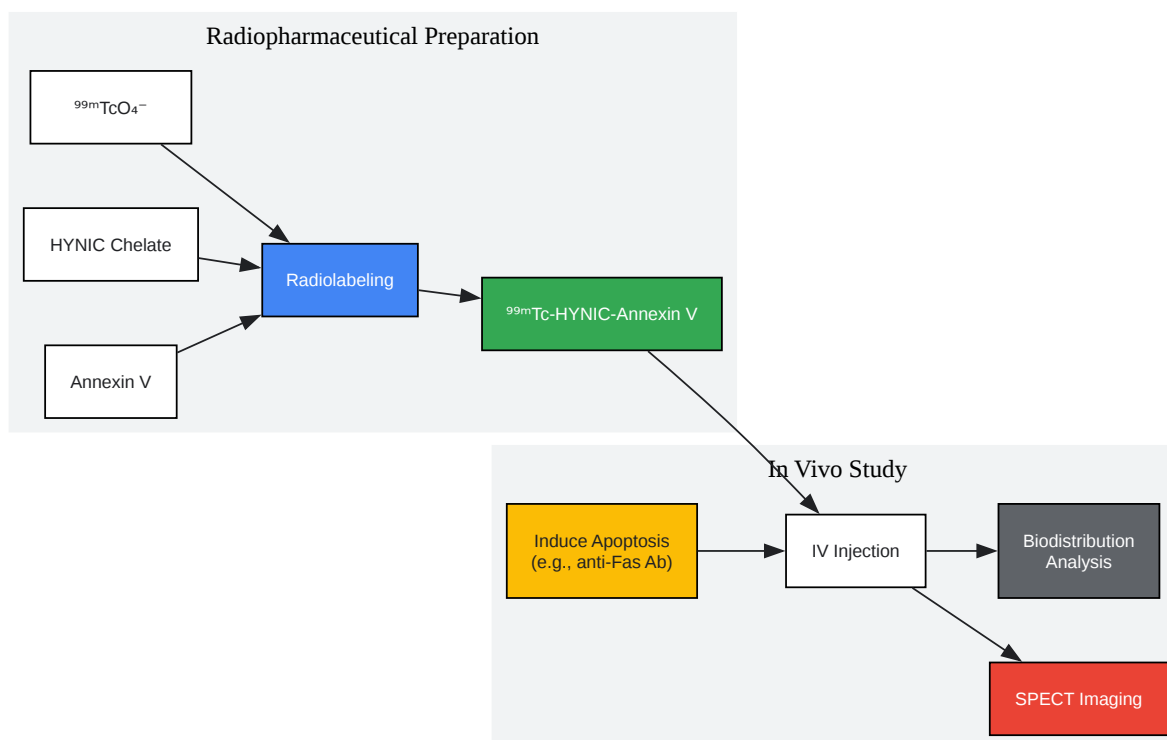 Radiopharmaceutical Preparation
⁹⁹ᵐTcO₄⁻
HYNIC Chelate
Radiolabeling
⁹⁹ᵐTc-HYNIC-Annexin V
Annexin V
In Vivo Study
Induce Apoptosis
(e.g., anti-Fas Ab)
IV Injection
Biodistribution
Analysis
SPECT Imaging